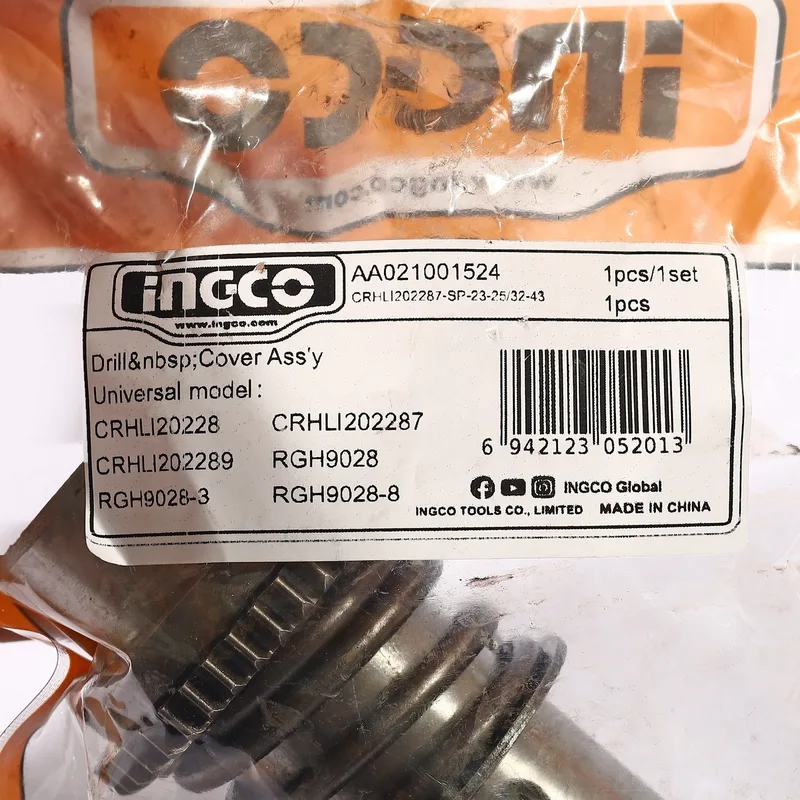 INGCO
www.ingco.com
INGCO
www.ingco.com
AA021001524
1pcs/1set
CRHLI202287-SP-23-25/32-43
1pcs
Drill&nbsp;Cover Ass'y
Universal model:
CRHLI20228 CRHLI202287
CRHLI202289 RGH9028
RGH9028-3 RGH9028-8
6 942123 052013
INGCO Global
INGCO TOOLS CO., LIMITED MADE IN CHINA